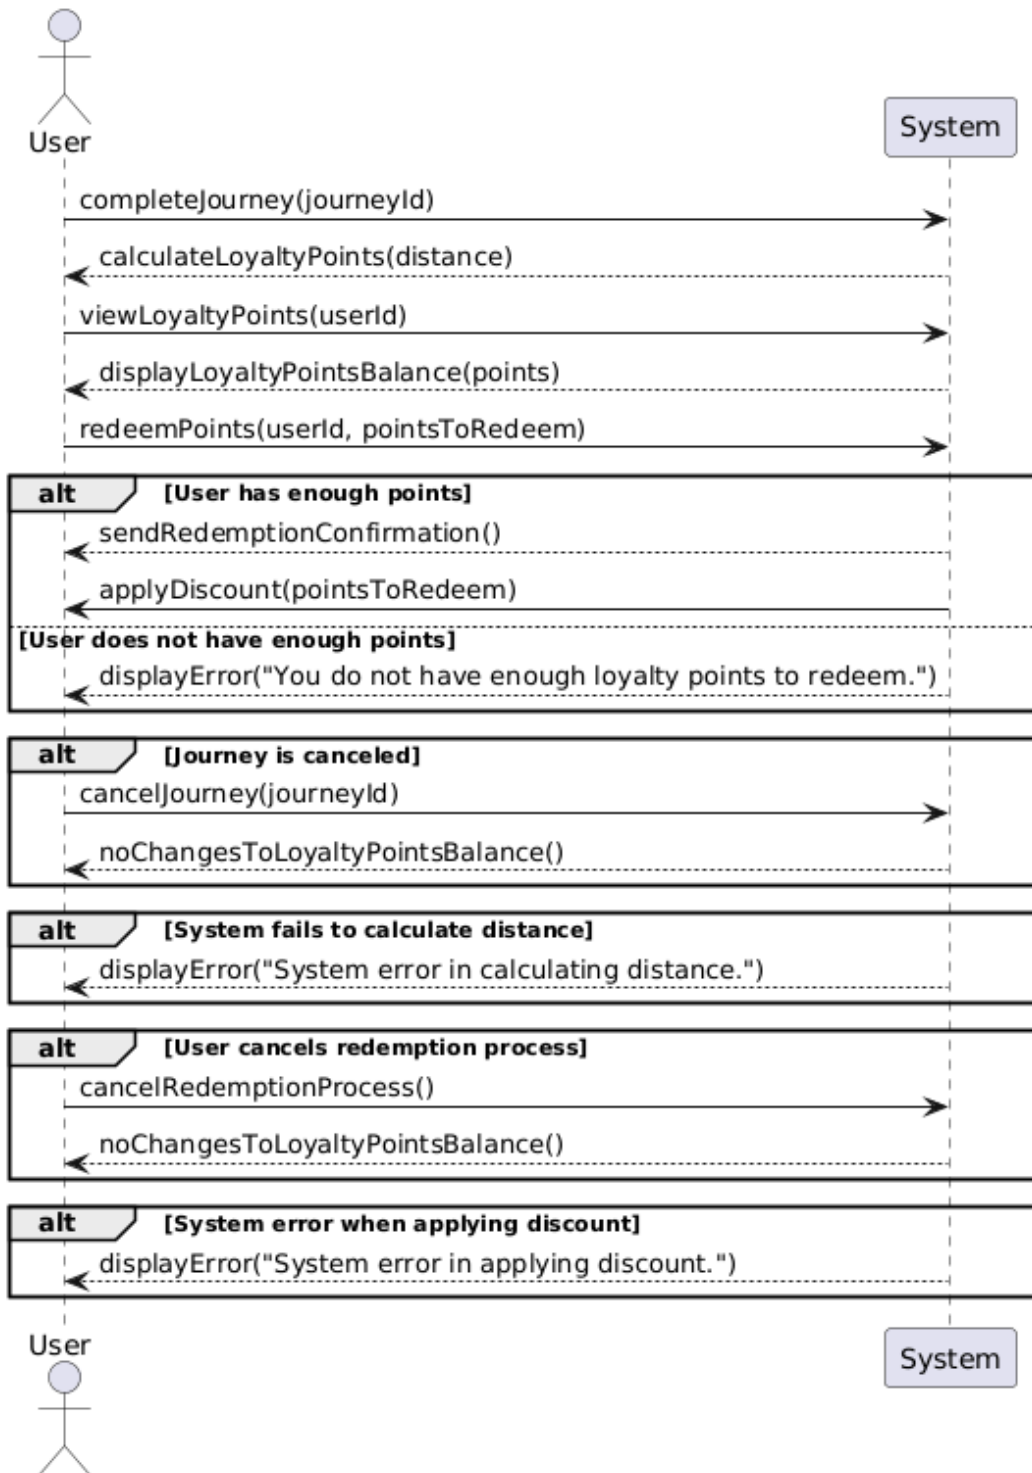 User
System
completeJourney(journeyId)
calculateLoyaltyPoints(distance)
viewLoyaltyPoints(userId)
displayLoyaltyPointsBalance(points)
redeemPoints(userId, pointsToRedeem)
alt [User has enough points]
sendRedemptionConfirmation()
applyDiscount(pointsToRedeem)
[User does not have enough points]
displayError("You do not have enough loyalty points to redeem.")
alt [Journey is canceled]
cancelJourney(journeyId)
noChangesToLoyaltyPointsBalance()
alt [System fails to calculate distance]
displayError("System error in calculating distance.")
alt [User cancels redemption process]
cancelRedemptionProcess()
noChangesToLoyaltyPointsBalance()
alt [System error when applying discount]
displayError("System error in applying discount.")
User
System